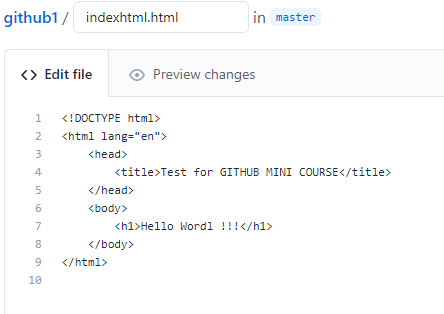 github1 / indexhtml.html in master
<> Edit file Preview changes
1 <!DOCTYPE html>
2 <html lang="en">
3 <head>
4 <title>Test for GITHUB MINI COURSE</title>
5 </head>
6 <body>
7 <h1>Hello Wordl !!!</h1>
8 </body>
9 </html>
10